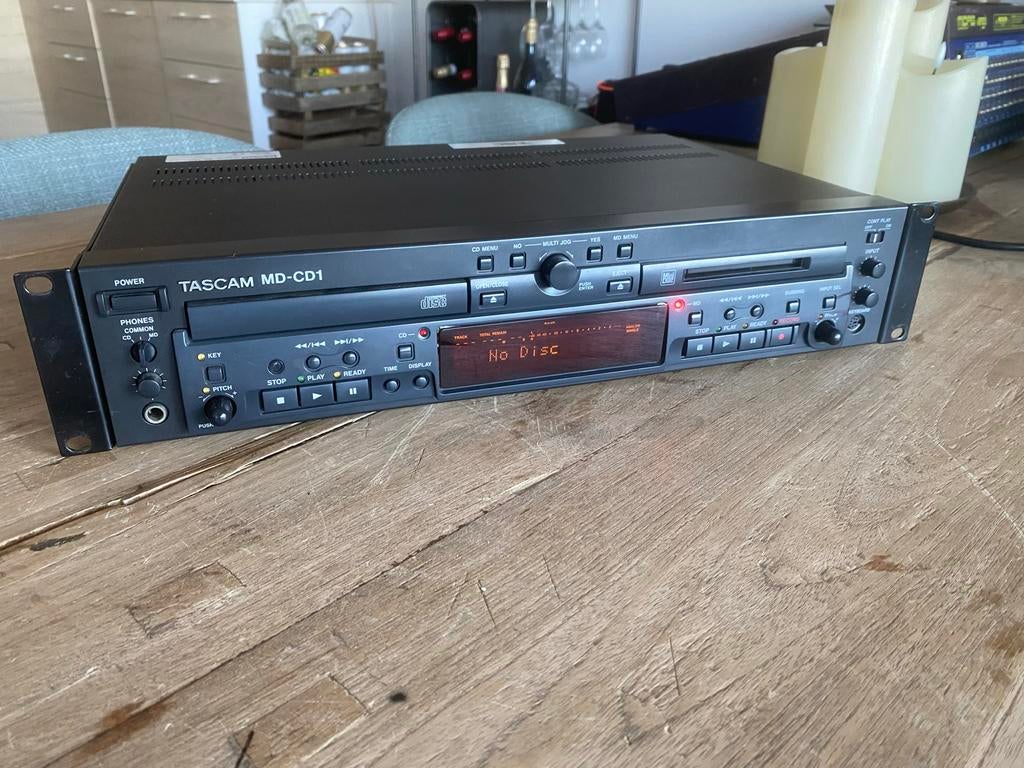 CONT PLAY
CD MENU
NO
MULTI JOG
YES
MD MENU
INPUT
POWER
TASCAM MD-CD1
OPEN/CLOSE
PUSH
ENTER
EJECT
disc
PHONES
COMMON
CD
MD
KEY
PITCH
STOP
PLAY
READY
CD
TIME
DISPLAY
TRACK
TOTAL REMAIN
No Disc
MD
INPUT SEL
STOP
PLAY
READY